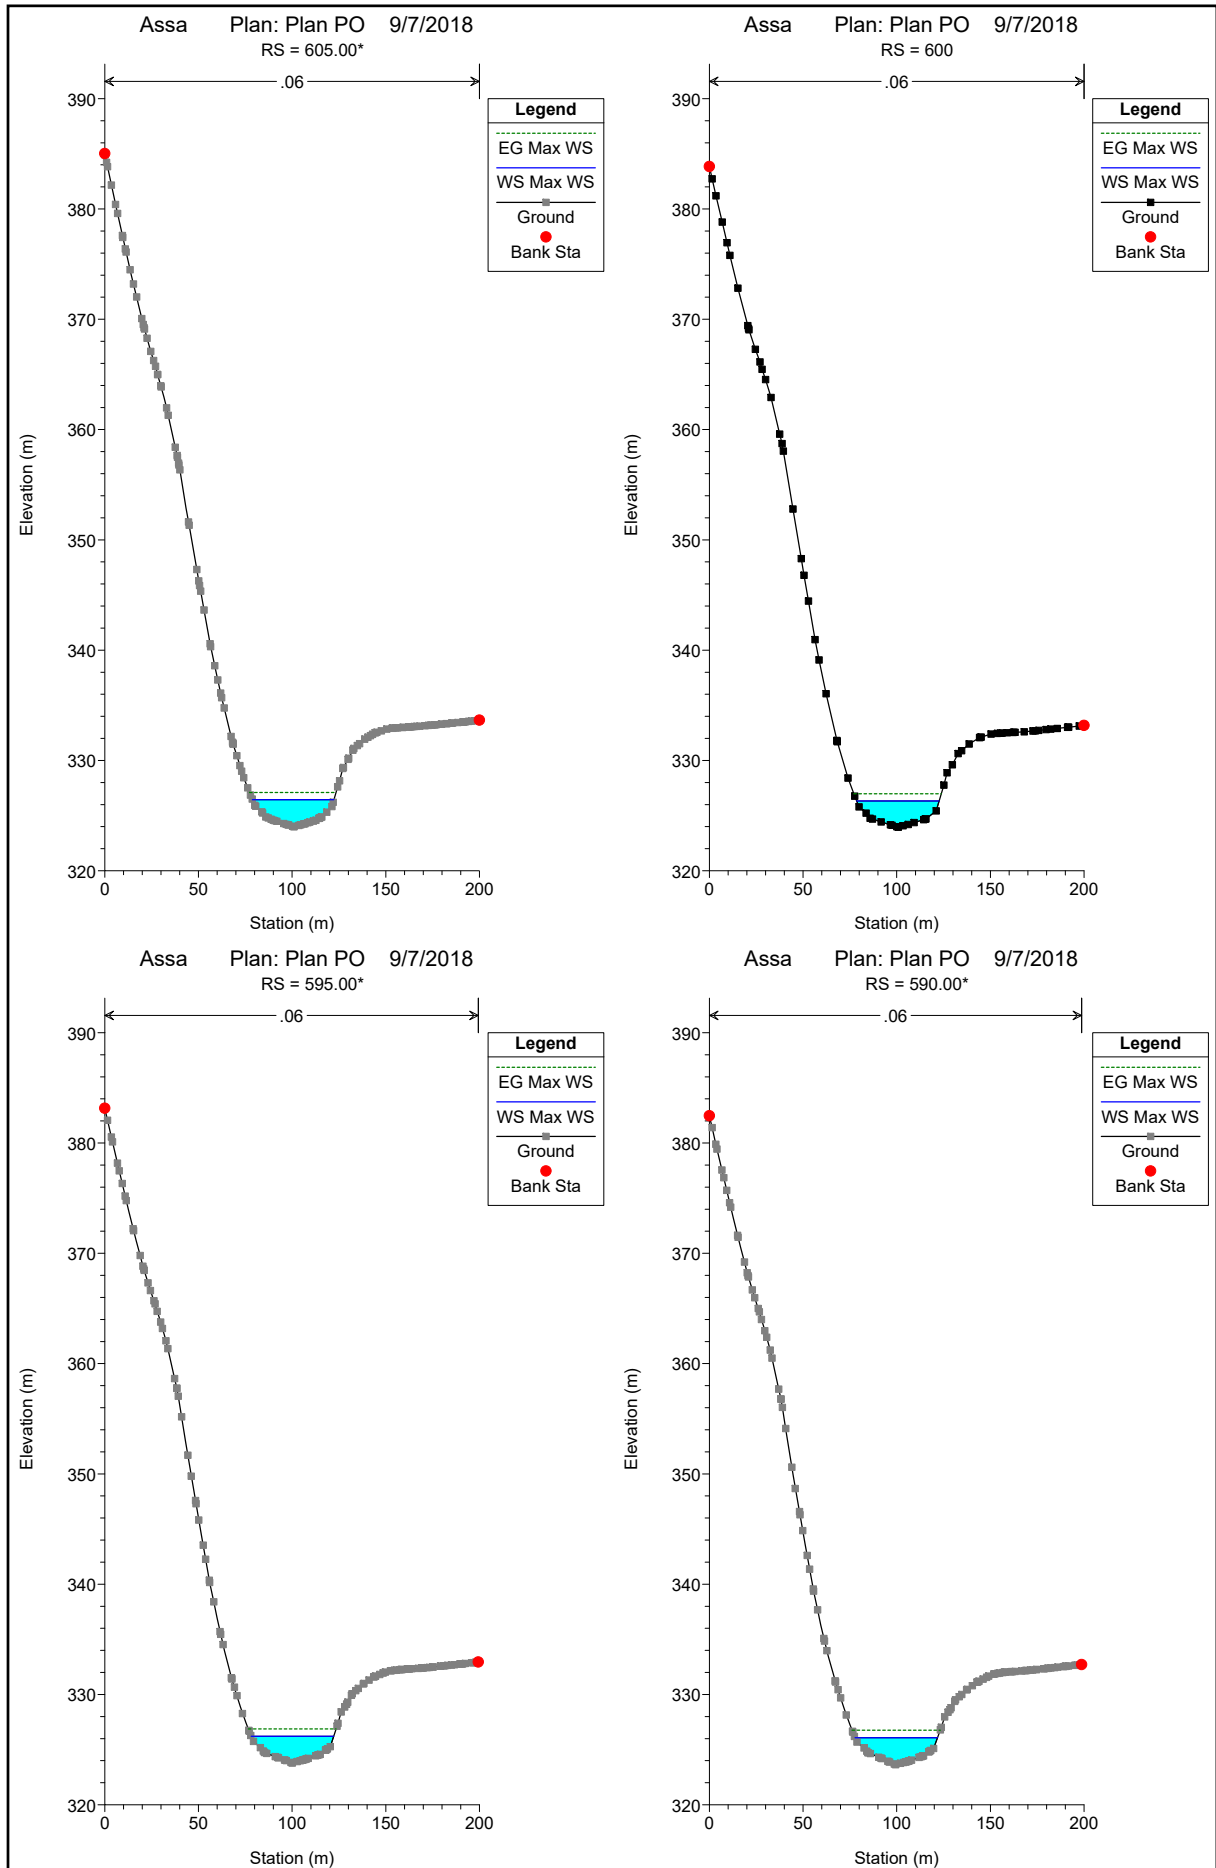 Assa Plan: Plan PO 9/7/2018
RS = 605.00*
.06
Legend
EG Max WS
WS Max WS
Ground
Bank Sta
390
380
370
360
350
340
330
320
0 50 100 150 200
Elevation (m)
Station (m)
Assa Plan: Plan PO 9/7/2018
RS = 600
.06
Legend
EG Max WS
WS Max WS
Ground
Bank Sta
390
380
370
360
350
340
330
320
0 50 100 150 200
Elevation (m)
Station (m)
Assa Plan: Plan PO 9/7/2018
RS = 595.00*
.06
Legend
EG Max WS
WS Max WS
Ground
Bank Sta
390
380
370
360
350
340
330
320
0 50 100 150 200
Elevation (m)
Station (m)
Assa Plan: Plan PO 9/7/2018
RS = 590.00*
.06
Legend
EG Max WS
WS Max WS
Ground
Bank Sta
390
380
370
360
350
340
330
320
0 50 100 150 200
Elevation (m)
Station (m)